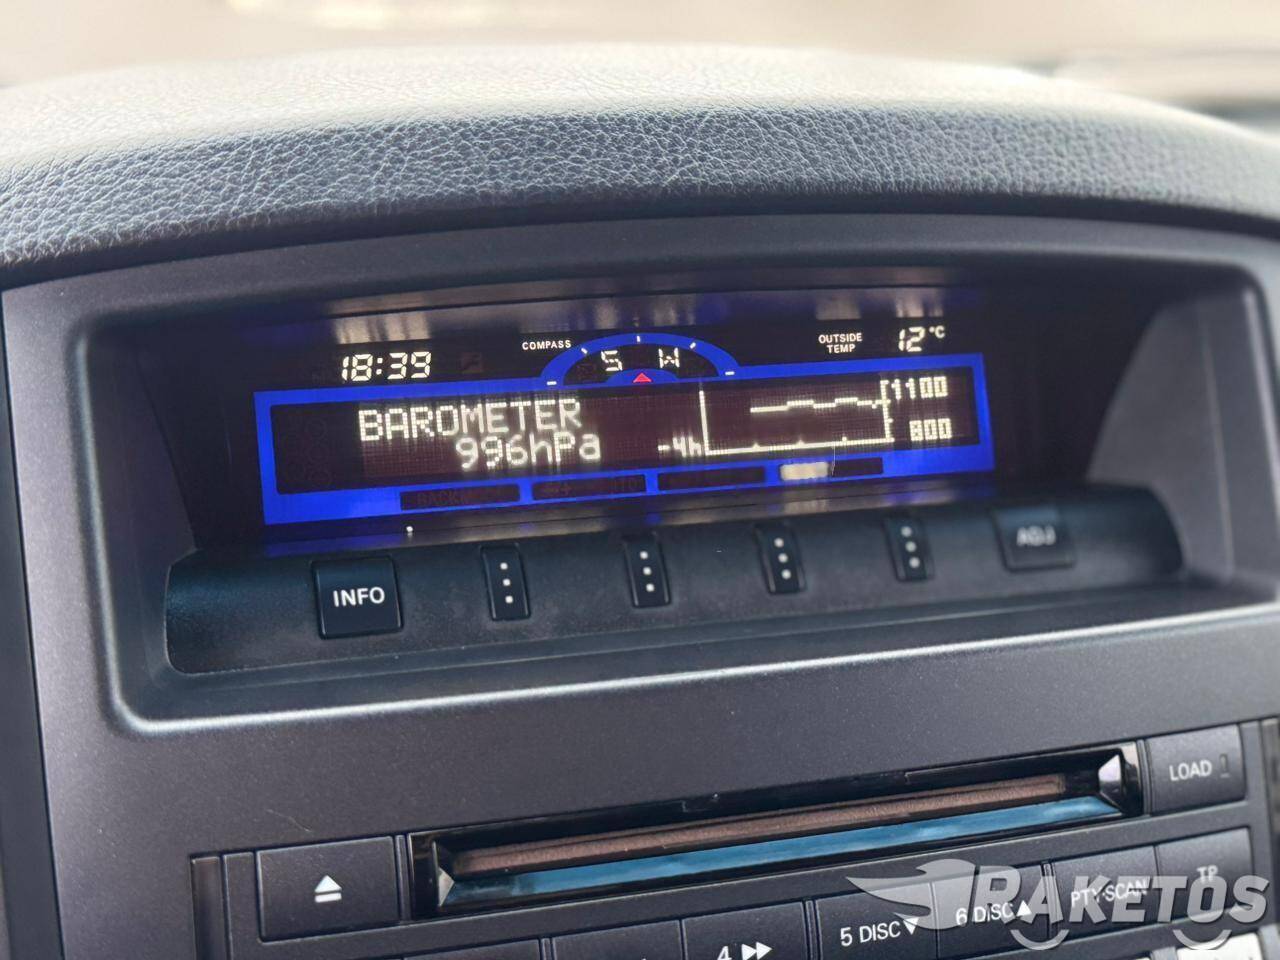 18:39
COMPASS
S W
OUTSIDE
TEMP
12°C
BAROMETER
996hPa
-4h
1100
800
INFO
ADJ
LOAD
PTY·SCAN
TP
4
5 DISC
6 DISC
RAKETOS